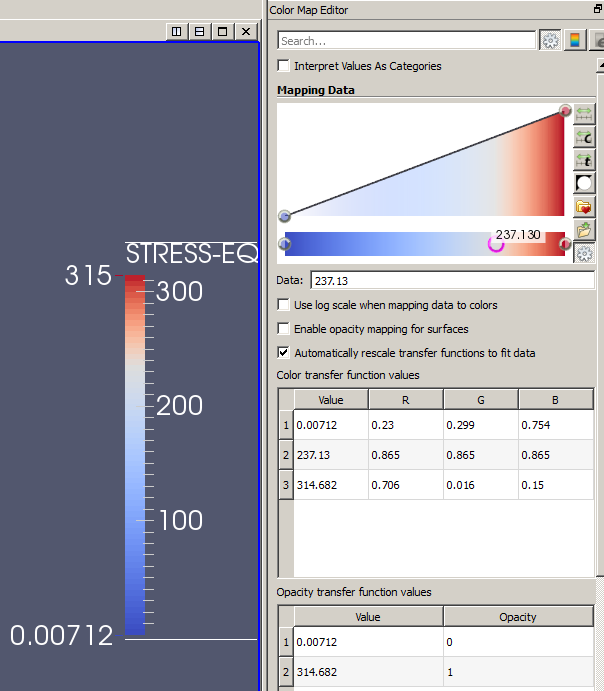 STRESS-EQ
315
300
200
100
0.00712
Color Map Editor
Search...
Interpret Values As Categories
Mapping Data
237.130
Data: 237.13
Use log scale when mapping data to colors
Enable opacity mapping for surfaces
Automatically rescale transfer functions to fit data
Color transfer function values
Value R G B
1 0.00712 0.23 0.299 0.754
2 237.13 0.865 0.865 0.865
3 314.682 0.706 0.016 0.15
Opacity transfer function values
Value Opacity
1 0.00712 0
2 314.682 1